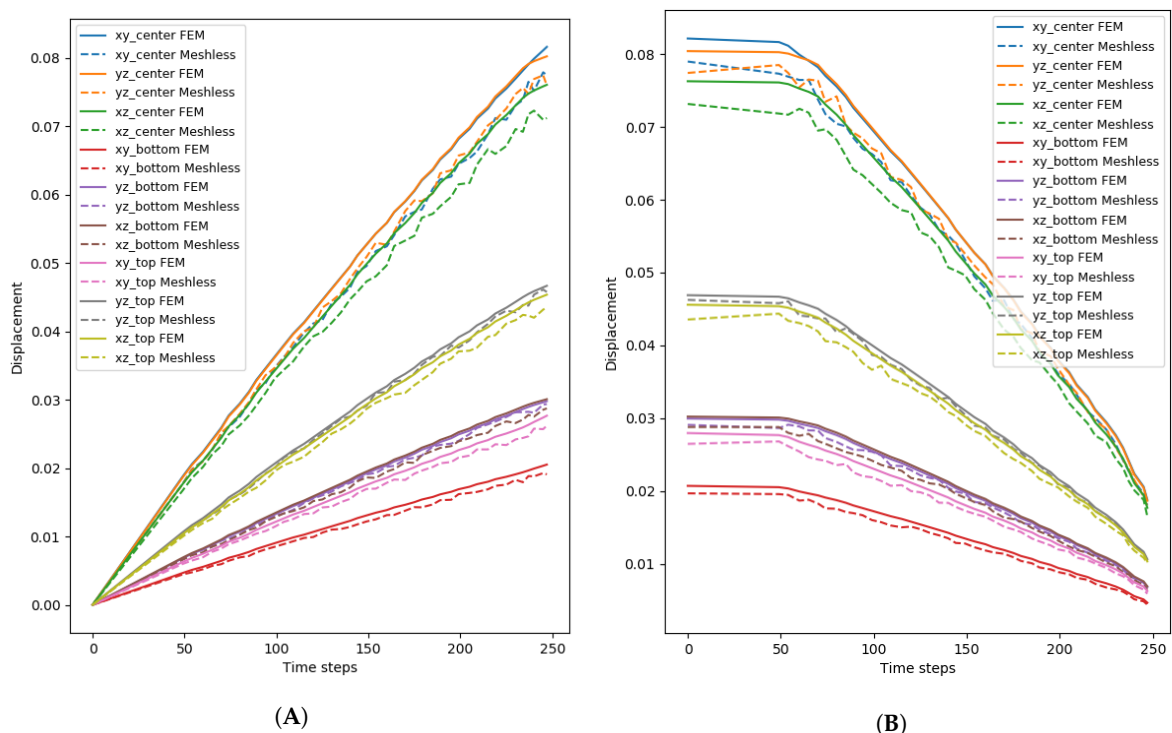 xy_center FEM
xy_center Meshless
yz_center FEM
yz_center Meshless
xz_center FEM
xz_center Meshless
xy_bottom FEM
xy_bottom Meshless
yz_bottom FEM
yz_bottom Meshless
xz_bottom FEM
xz_bottom Meshless
xy_top FEM
xy_top Meshless
yz_top FEM
yz_top Meshless
xz_top FEM
xz_top Meshless
0.08
0.07
0.06
0.05
0.04
0.03
0.02
0.01
0.00
Displacement
0 50 100 150 200 250
Time steps
(A)
xy_center FEM
xy_center Meshless
yz_center FEM
yz_center Meshless
xz_center FEM
xz_center Meshless
xy_bottom FEM
xy_bottom Meshless
yz_bottom FEM
yz_bottom Meshless
xz_bottom FEM
xz_bottom Meshless
xy_top FEM
xy_top Meshless
yz_top FEM
yz_top Meshless
xz_top FEM
xz_top Meshless
0.08
0.07
0.06
0.05
0.04
0.03
0.02
0.01
Displacement
0 50 100 150 200 250
Time steps
(B)